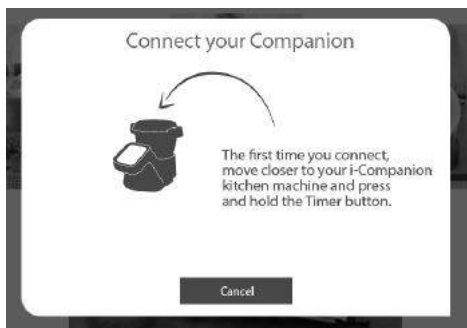 Connect your Companion
The first time you connect,
move closer to your i-Companion
kitchen machine and press
and hold the Timer button.
Cancel